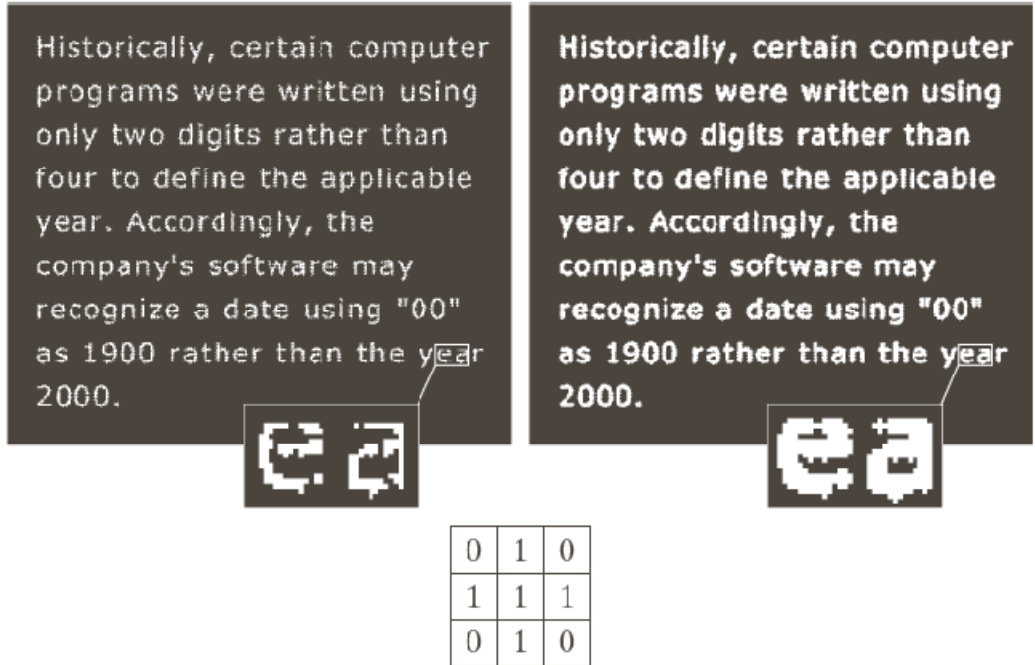 Historically, certain computer
programs were written using
only two digits rather than
four to define the applicable
year. Accordingly, the
company's software may
recognize a date using "00"
as 1900 rather than the year
2000.
ea
Historically, certain computer
programs were written using
only two digits rather than
four to define the applicable
year. Accordingly, the
company's software may
recognize a date using "00"
as 1900 rather than the year
2000.
ea
0 1 0
1 1 1
0 1 0